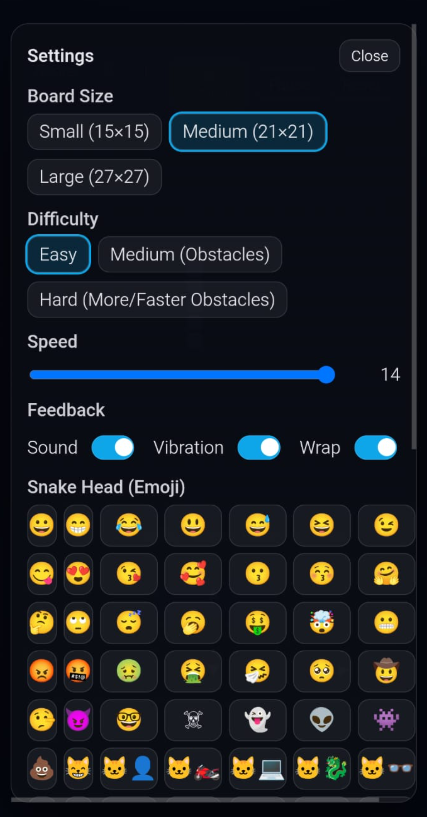 Settings Close
Board Size
Small (15×15) Medium (21×21)
Large (27×27)
Difficulty
Easy Medium (Obstacles)
Hard (More/Faster Obstacles)
Speed
14
Feedback
Sound Vibration Wrap
Snake Head (Emoji)